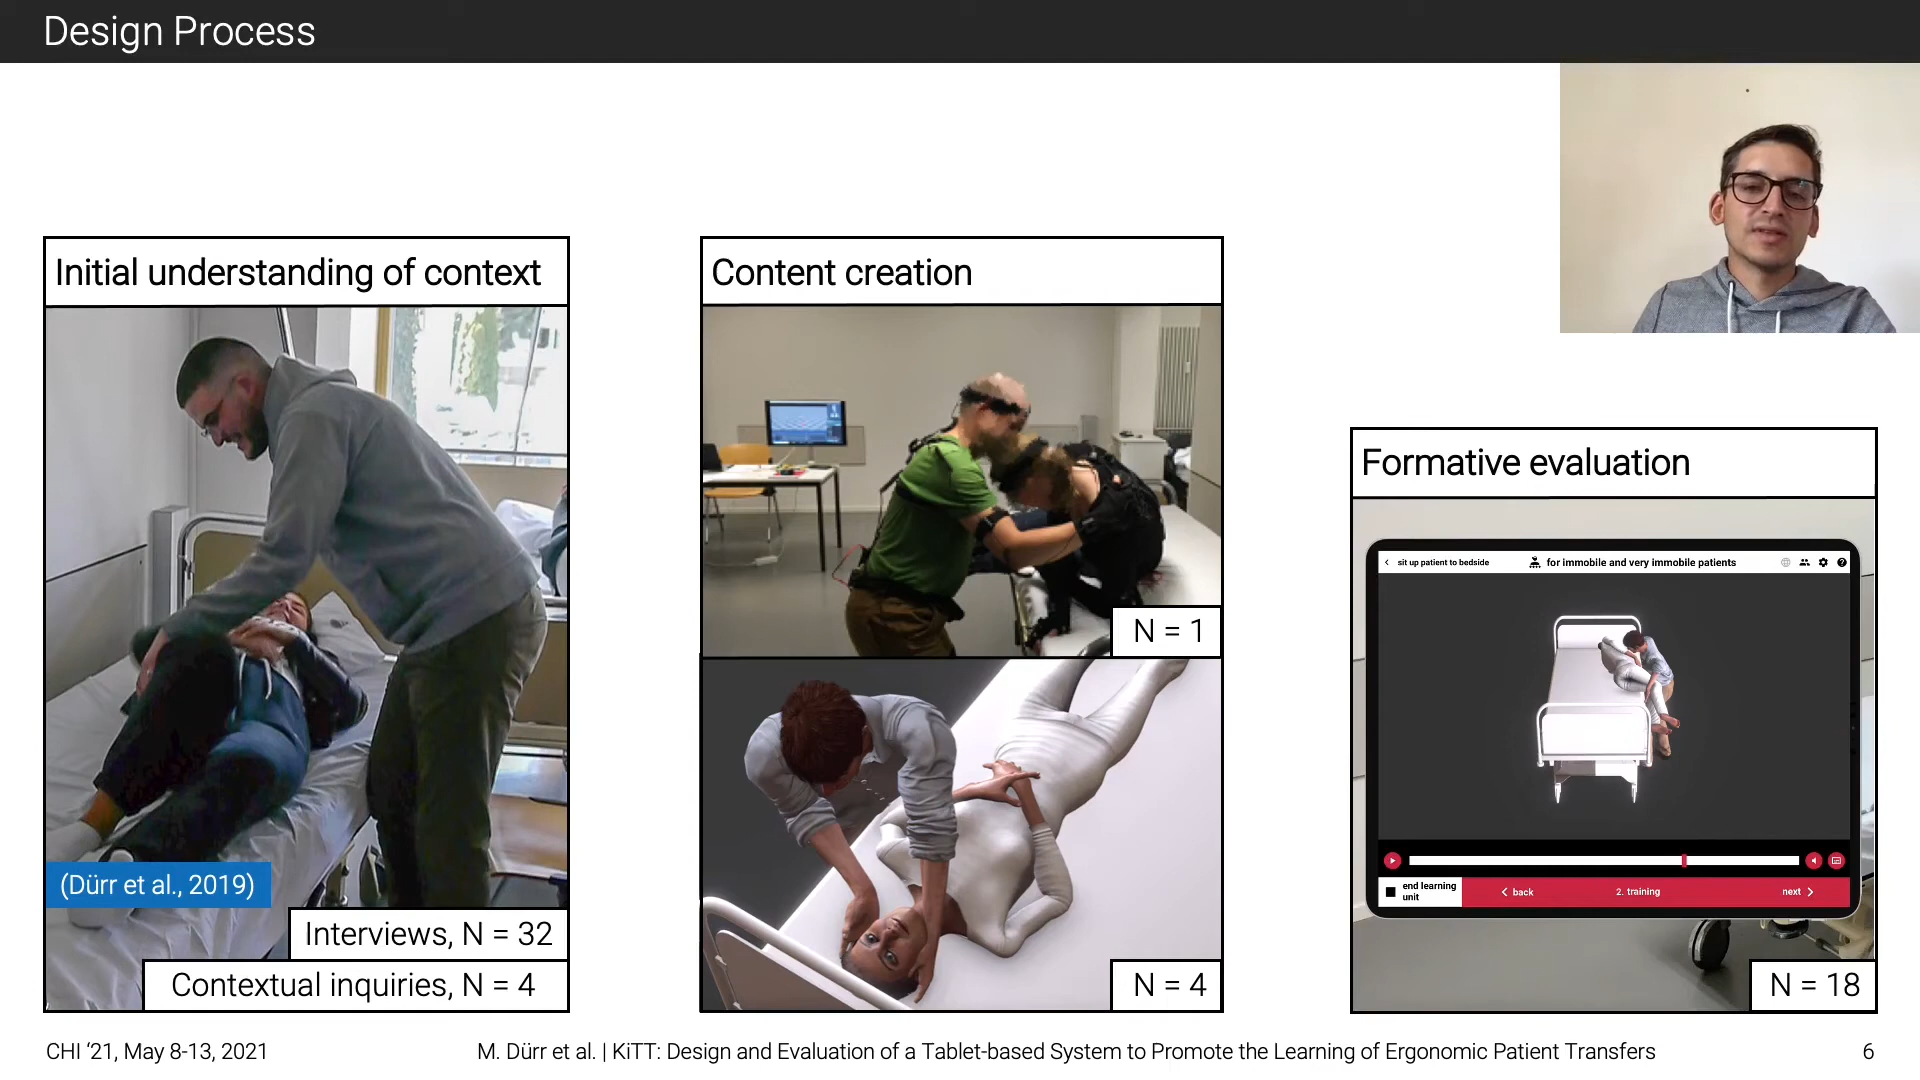 Design Process
Initial understanding of context
(Dürr et al., 2019)
Interviews, N = 32
Contextual inquiries, N = 4
Content creation
N = 1
N = 4
Formative evaluation
sit up patient to bedside
for immobile and very immobile patients
end learning
unit
back
2. training
next
N = 18
CHI ‘21, May 8-13, 2021
M. Dürr et al. | KiTT: Design and Evaluation of a Tablet-based System to Promote the Learning of Ergonomic Patient Transfers
6